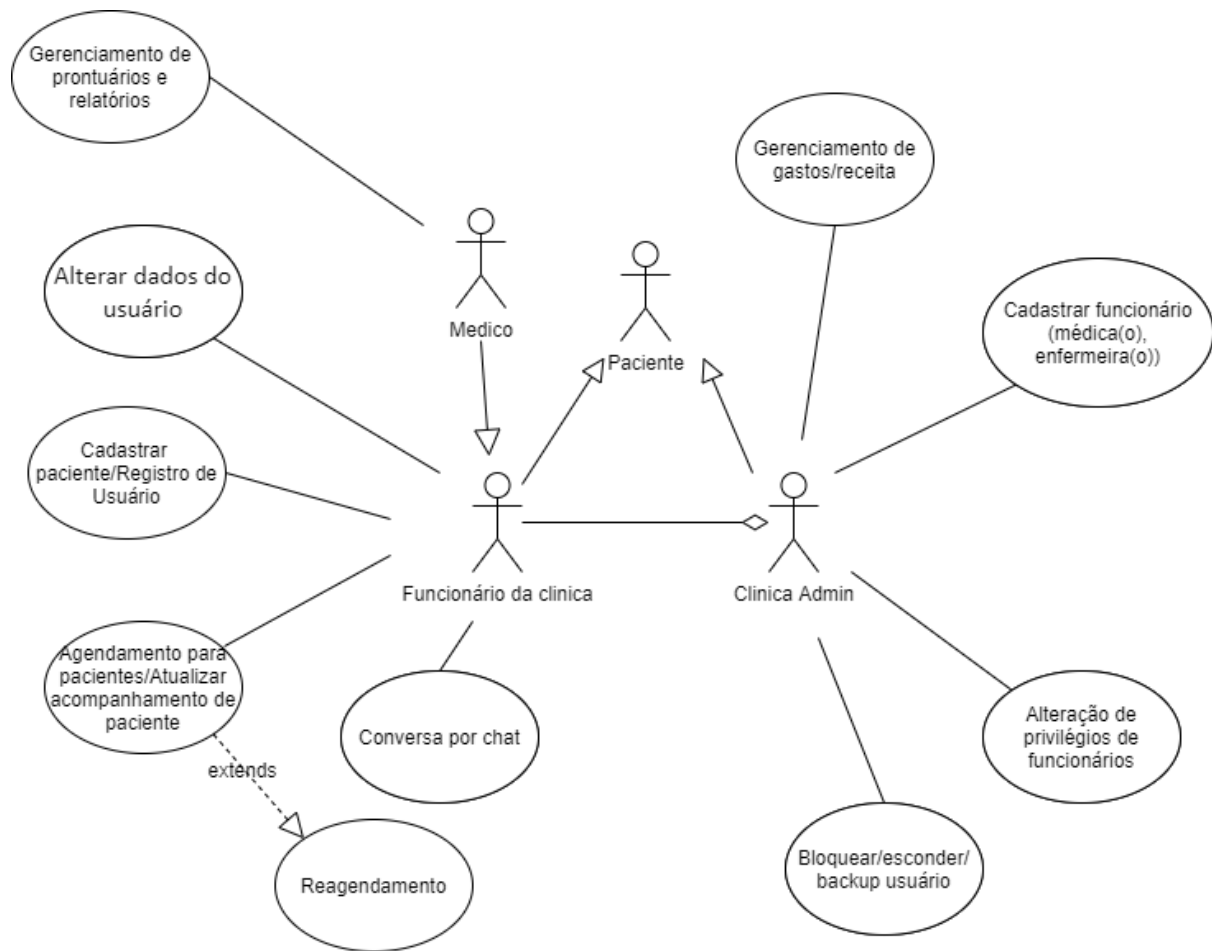 Gerenciamento de
prontuários e
relatórios
Gerenciamento de
gastos/receita
Alterar dados do
usuário
Medico
Paciente
Cadastrar funcionário
(médica(o),
enfermeira(o))
Cadastrar
paciente/Registro de
Usuário
Funcionário da clinica
Clinica Admin
Agendamento para
pacientes/Atualizar
acompanhamento de
paciente
extends
Conversa por chat
Alteração de
privilégios de
funcionários
Reagendamento
Bloquear/esconder/
backup usuário